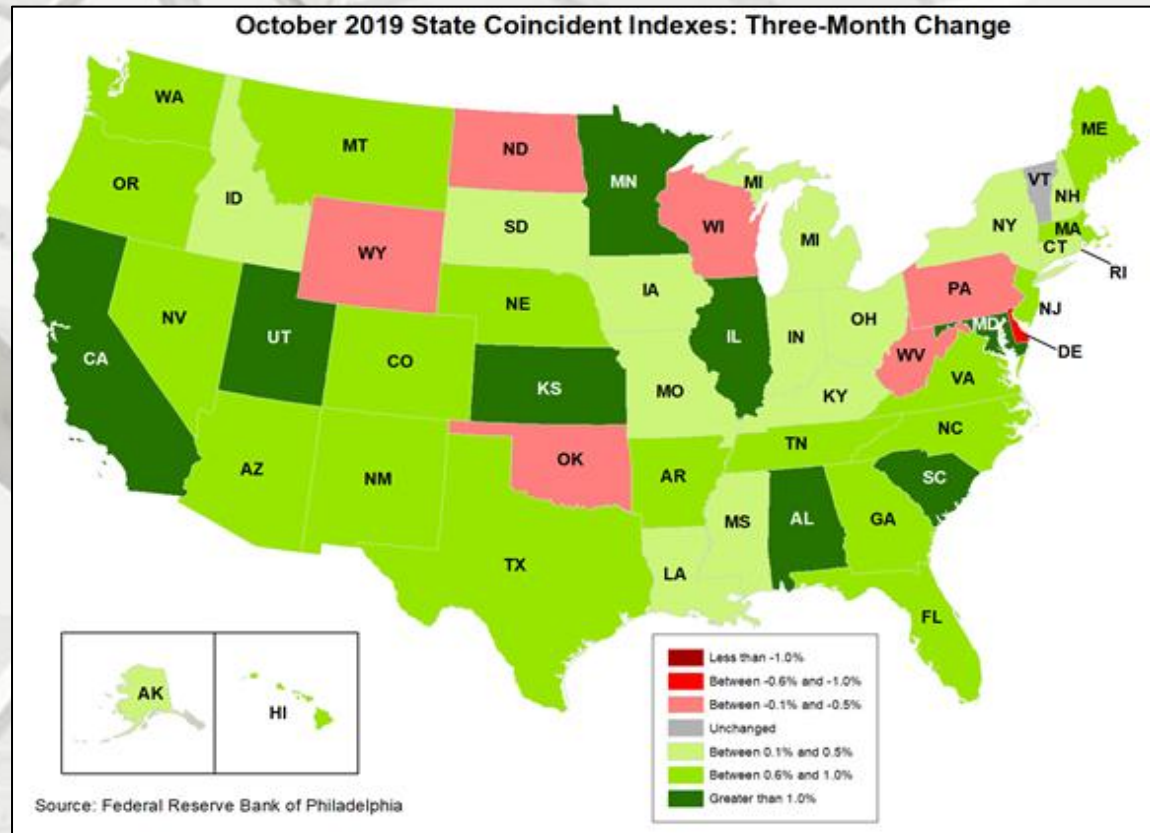 October 2019 State Coincident Indexes: Three-Month Change
WA
MT
ND
MN
ME
OR
ID
SD
WI
MI
MI
VT
NH
NY
MA
CT
RI
WY
IA
PA
NJ
NE
NV
UT
CO
IL
IN
OH
MD
DE
CA
KS
MO
WV
VA
KY
AZ
NM
OK
AR
TN
NC
SC
MS
AL
GA
TX
LA
FL
AK
HI
Less than -1.0%
Between -0.6% and -1.0%
Between -0.1% and -0.5%
Unchanged
Between 0.1% and 0.5%
Between 0.6% and 1.0%
Greater than 1.0%
Source: Federal Reserve Bank of Philadelphia